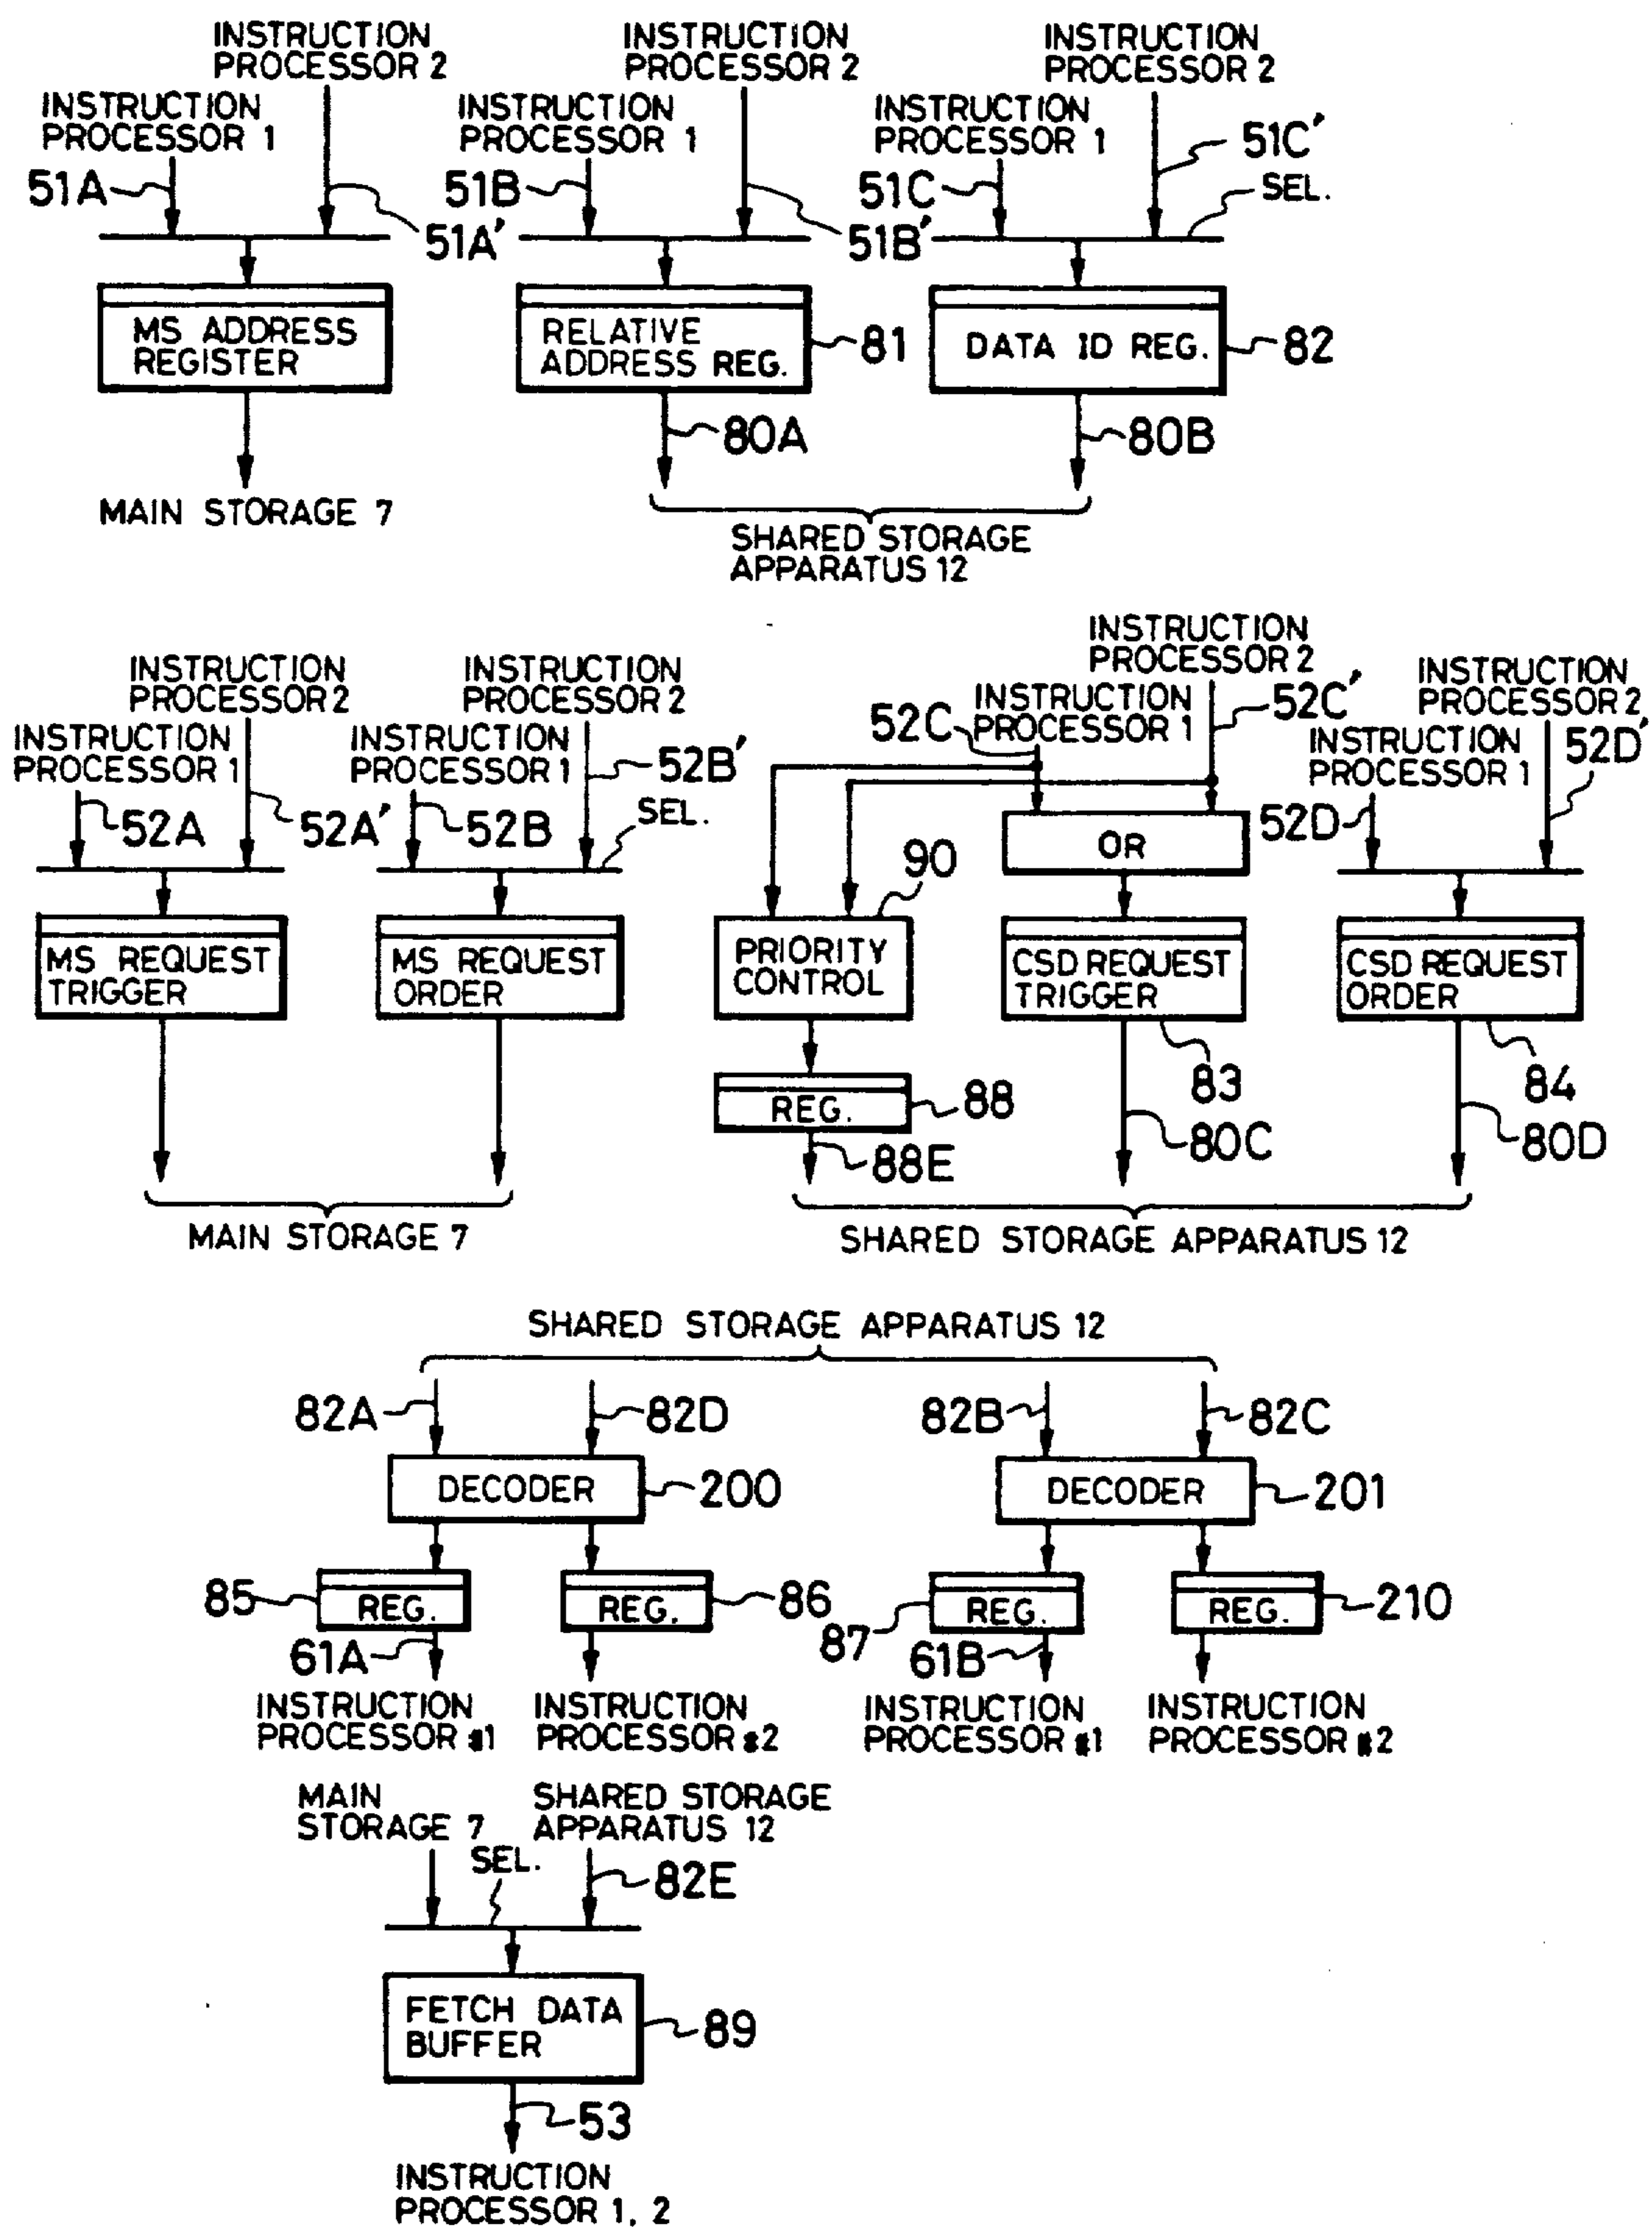 INSTRUCTION
PROCESSOR 2
INSTRUCTION
PROCESSOR 1
51A
51A'
MS ADDRESS
REGISTER
MAIN STORAGE 7
INSTRUCTION
PROCESSOR 2
INSTRUCTION
PROCESSOR 1
51B
51B'
RELATIVE
ADDRESS REG.
81
80A
INSTRUCTION
PROCESSOR 2
INSTRUCTION
PROCESSOR 1
51C
51C'
SEL.
DATA ID REG.
82
80B
SHARED STORAGE
APPARATUS 12
INSTRUCTION
PROCESSOR 2
INSTRUCTION
PROCESSOR 1
52A
52A'
MS REQUEST
TRIGGER
INSTRUCTION
PROCESSOR 2
INSTRUCTION
PROCESSOR 1
52B
52B'
SEL.
MS REQUEST
ORDER
MAIN STORAGE 7
INSTRUCTION
PROCESSOR 2
52C
INSTRUCTION
PROCESSOR 1
52C'
OR
90
PRIORITY
CONTROL
REG.
88
88E
CSD REQUEST
TRIGGER
83
80C
INSTRUCTION
PROCESSOR 2
INSTRUCTION
PROCESSOR 1
52D
52D'
CSD REQUEST
ORDER
84
80D
SHARED STORAGE APPARATUS 12
SHARED STORAGE APPARATUS 12
82A
82D
DECODER
200
85
REG.
REG.
86
61A
INSTRUCTION
PROCESSOR #1
INSTRUCTION
PROCESSOR #2
82B
82C
DECODER
201
87
REG.
REG.
210
61B
INSTRUCTION
PROCESSOR #1
INSTRUCTION
PROCESSOR #2
MAIN
STORAGE 7
SHARED STORAGE
APPARATUS 12
SEL.
82E
FETCH DATA
BUFFER
89
53
INSTRUCTION
PROCESSOR 1, 2